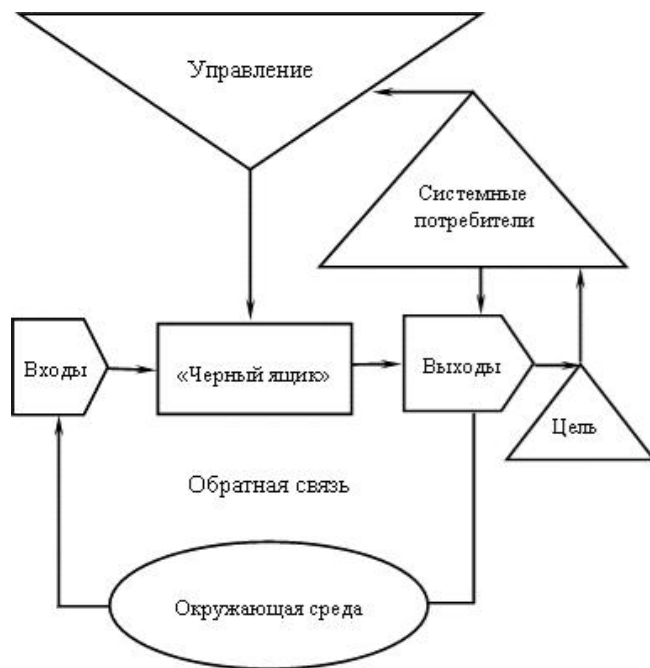 Управление
Системные
потребители
Входы
«Черный ящик»
Выходы
Цель
Обратная связь
Окружающая среда